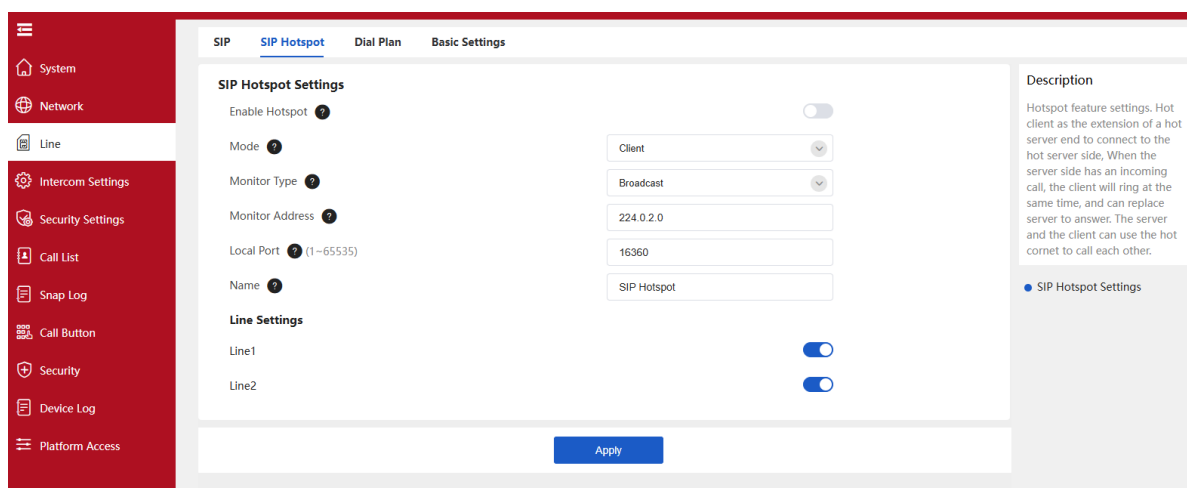 System
Network
Line
Intercom Settings
Security Settings
Call List
Snap Log
Call Button
Security
Device Log
Platform Access
SIP SIP Hotspot Dial Plan Basic Settings
SIP Hotspot Settings
Enable Hotspot ?
Mode ? Client
Monitor Type ? Broadcast
Monitor Address ? 224.0.2.0
Local Port ? (1~65535) 16360
Name ? SIP Hotspot
Line Settings
Line1
Line2
Apply
Description
Hotspot feature settings. Hot
client as the extension of a hot
server end to connect to the
hot server side, When the
server side has an incoming
call, the client will ring at the
same time, and can replace
server to answer. The server
and the client can use the hot
cornet to call each other.
SIP Hotspot Settings